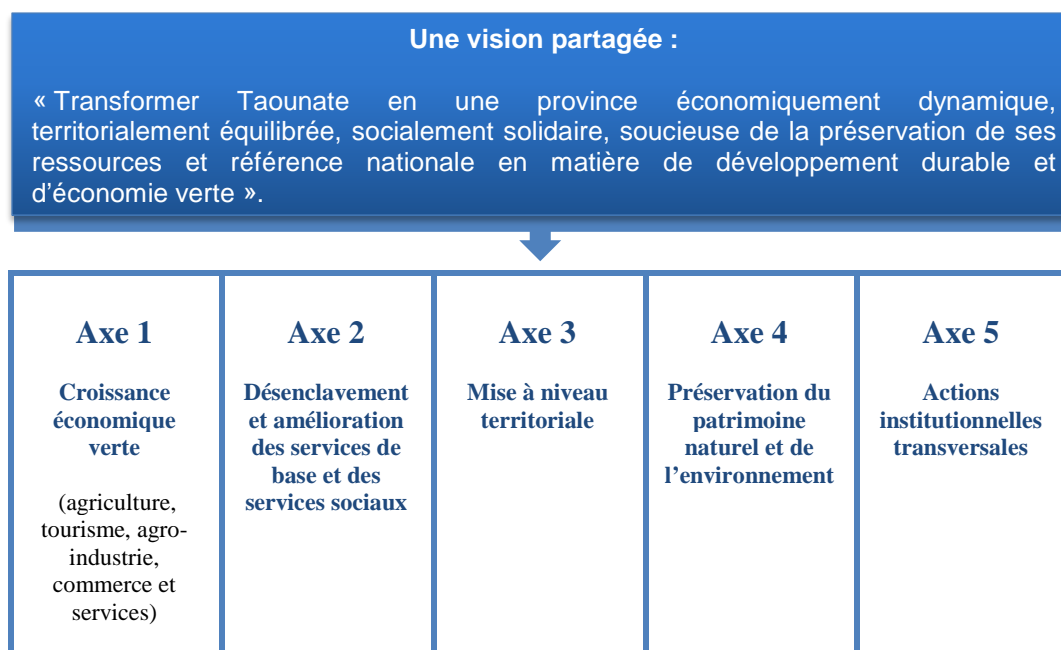 Une vision partagée :
« Transformer Taounate en une province économiquement dynamique,
territorialement équilibrée, socialement solidaire, soucieuse de la préservation de ses
ressources et référence nationale en matière de développement durable et
d’économie verte ».
Axe 1
Croissance
économique
verte
(agriculture,
tourisme, agro-
industrie,
commerce et
services)
Axe 2
Désenclavement
et amélioration
des services de
base et des
services sociaux
Axe 3
Mise à niveau
territoriale
Axe 4
Préservation du
patrimoine
naturel et de
l’environnement
Axe 5
Actions
institutionnelles
transversales